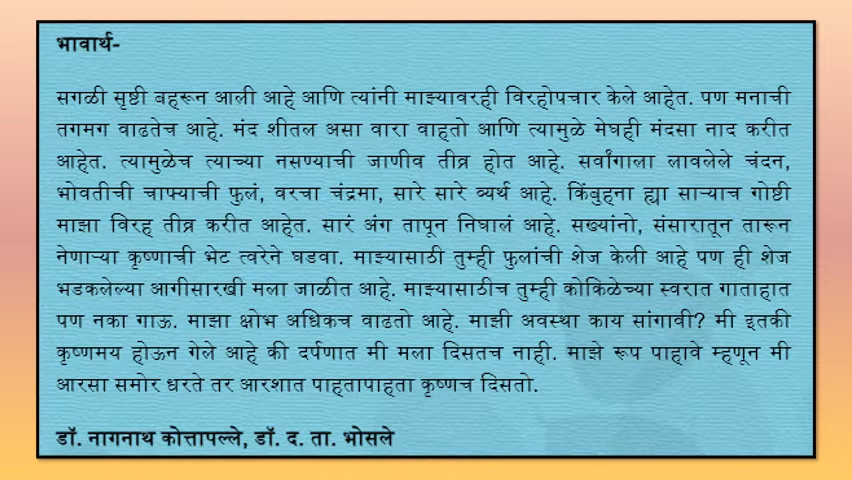 भावार्थ-
सगळी सृष्टी बहरून आली आहे आणि त्यांनी माझ्यावरही विरहोपचार केले आहेत. पण मनाची
तगमग वाढतेच आहे. मंद शीतल असा वारा वाहतो आणि त्यामुळे मेघही मंदसा नाद करीत
आहेत. त्यामुळेच त्याच्या नसण्याची जाणीव तीव्र होत आहे. सर्वांगाला लावलेले चंदन,
भोवतीची चाफ्याची फुलं, वरचा चंद्रमा, सारे सारे व्यर्थ आहे. किंबुहना ह्या साऱ्याच गोष्टी
माझा विरह तीव्र करीत आहेत. सारं अंग तापून निघालं आहे. सख्यांनो, संसारातून तारून
नेणाऱ्या कृष्णाची भेट त्वरेने घडवा. माझ्यासाठी तुम्ही फुलांची शेज केली आहे पण ही शेज
भडकलेल्या आगीसारखी मला जाळीत आहे. माझ्यासाठीच तुम्ही कोकिळेच्या स्वरात गाताहात
पण नका गाऊ. माझा क्षोभ अधिकच वाढतो आहे. माझी अवस्था काय सांगावी? मी इतकी
कृष्णमय होऊन गेले आहे की दर्पणात मी मला दिसतच नाही. माझे रूप पाहावे म्हणून मी
आरसा समोर धरते तर आरशात पाहतापाहता कृष्णच दिसतो.
डॉ. नागनाथ कोत्तापल्ले, डॉ. द. ता. भोसले